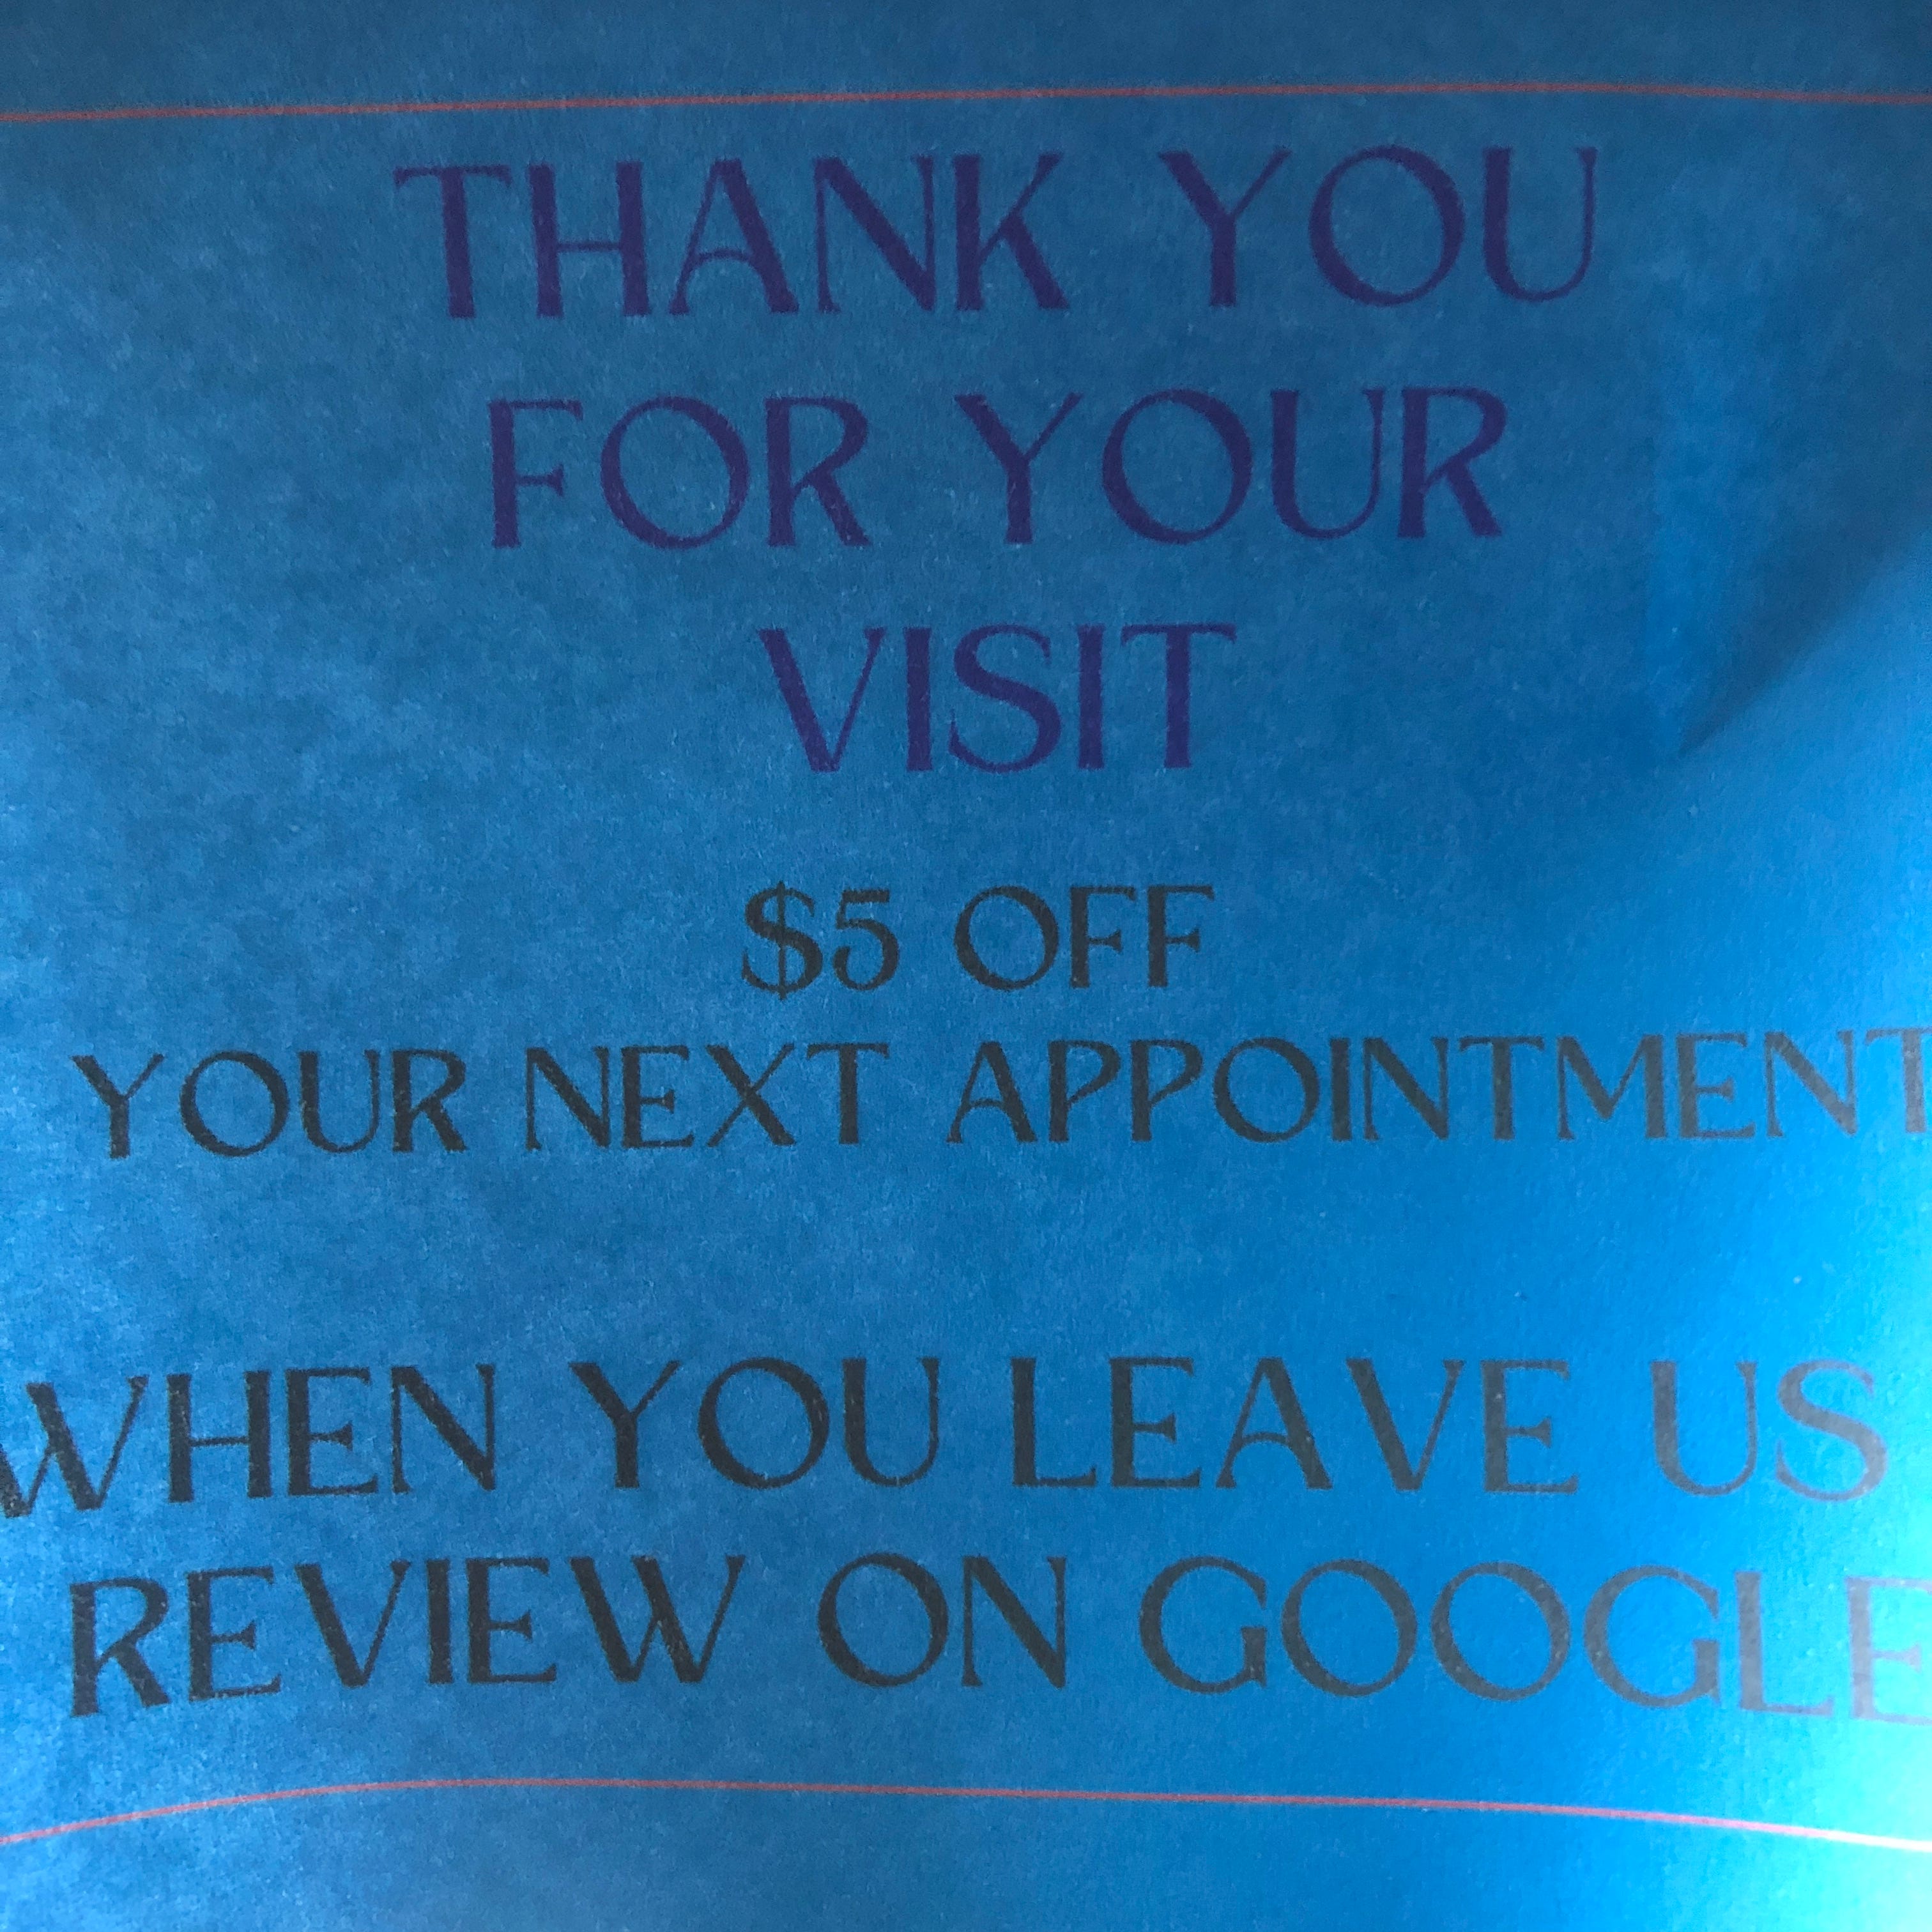 THANK YOU
FOR YOUR
VISIT
$5 OFF
YOUR NEXT APPOINTMENT
WHEN YOU LEAVE US
REVIEW ON GOOGLE